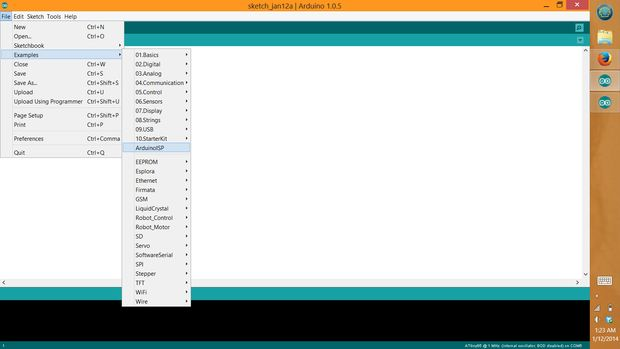 sketch_jan12a | Arduino 1.0.5
File Edit Sketch Tools Help
New Ctrl+N
Open... Ctrl+O
Sketchbook
Examples
Close Ctrl+W
Save Ctrl+S
Save As... Ctrl+Shift+S
Upload Ctrl+U
Upload Using Programmer Ctrl+Shift+U
Page Setup Ctrl+Shift+P
Print Ctrl+P
Preferences Ctrl+Comma
Quit Ctrl+Q
01.Basics
02.Digital
03.Analog
04.Communication
05.Control
06.Sensors
07.Display
08.Strings
09.USB
10.StarterKit
ArduinoISP
EEPROM
Esplora
Ethernet
Firmata
GSM
LiquidCrystal
Robot_Control
Robot_Motor
SD
Servo
SoftwareSerial
SPI
Stepper
TFT
WiFi
Wire
1:23 AM
1/12/2014
1